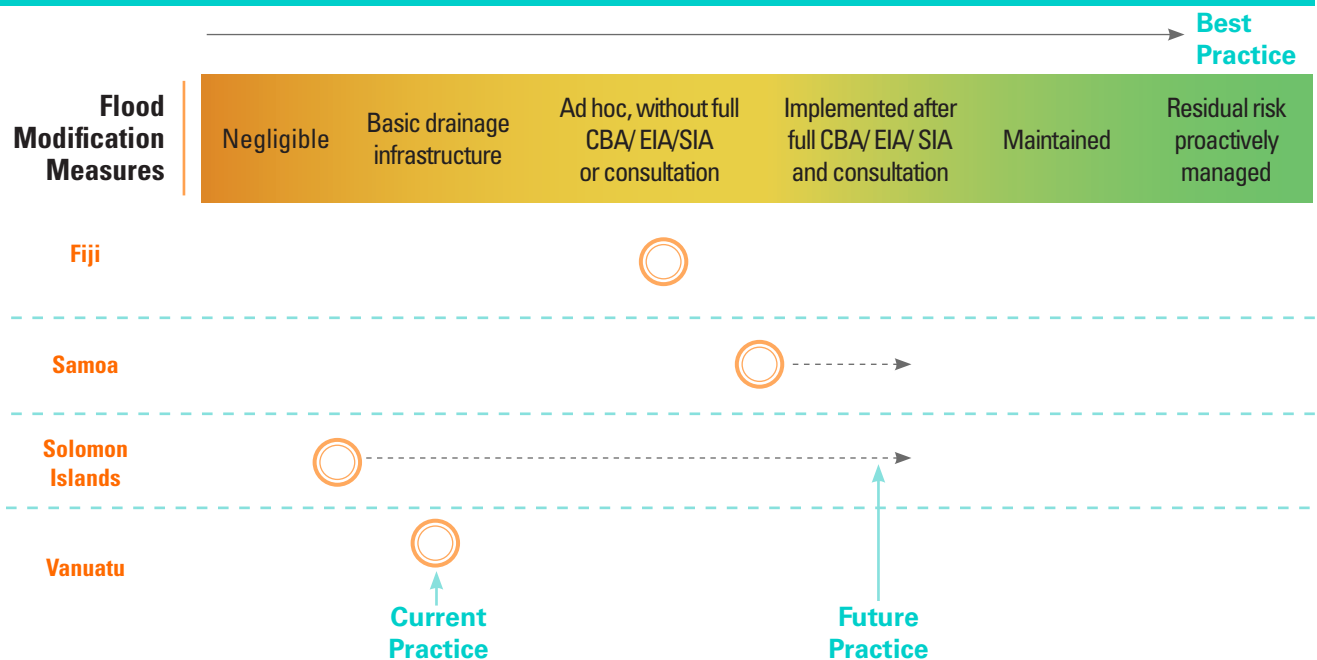 Best
Practice
Flood
Modification
Measures
Negligible
Basic drainage
infrastructure
Ad hoc, without full
CBA/ EIA/SIA
or consultation
Implemented after
full CBA/ EIA/ SIA
and consultation
Maintained
Residual risk
proactively
managed
Fiji
Samoa
Solomon
Islands
Vanuatu
Current
Practice
Future
Practice